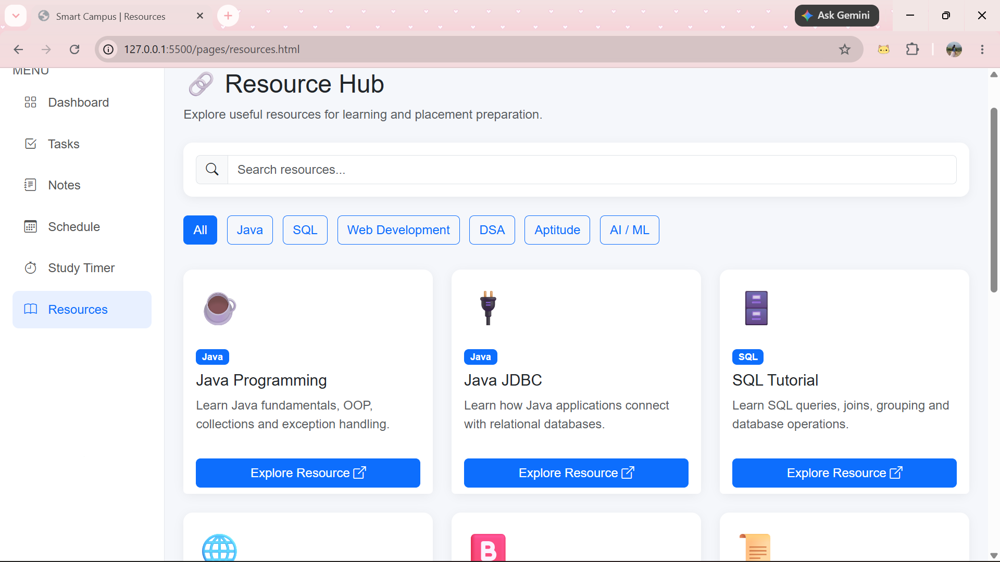 Smart Campus | Resources
Ask Gemini
127.0.0.1:5500/pages/resources.html
MENU
Dashboard
Tasks
Notes
Schedule
Study Timer
Resources
Resource Hub
Explore useful resources for learning and placement preparation.
Search resources...
All
Java
SQL
Web Development
DSA
Aptitude
AI / ML
Java
Java Programming
Learn Java fundamentals, OOP,
collections and exception handling.
Explore Resource
Java
Java JDBC
Learn how Java applications connect
with relational databases.
Explore Resource
SQL
SQL Tutorial
Learn SQL queries, joins, grouping and
database operations.
Explore Resource
B